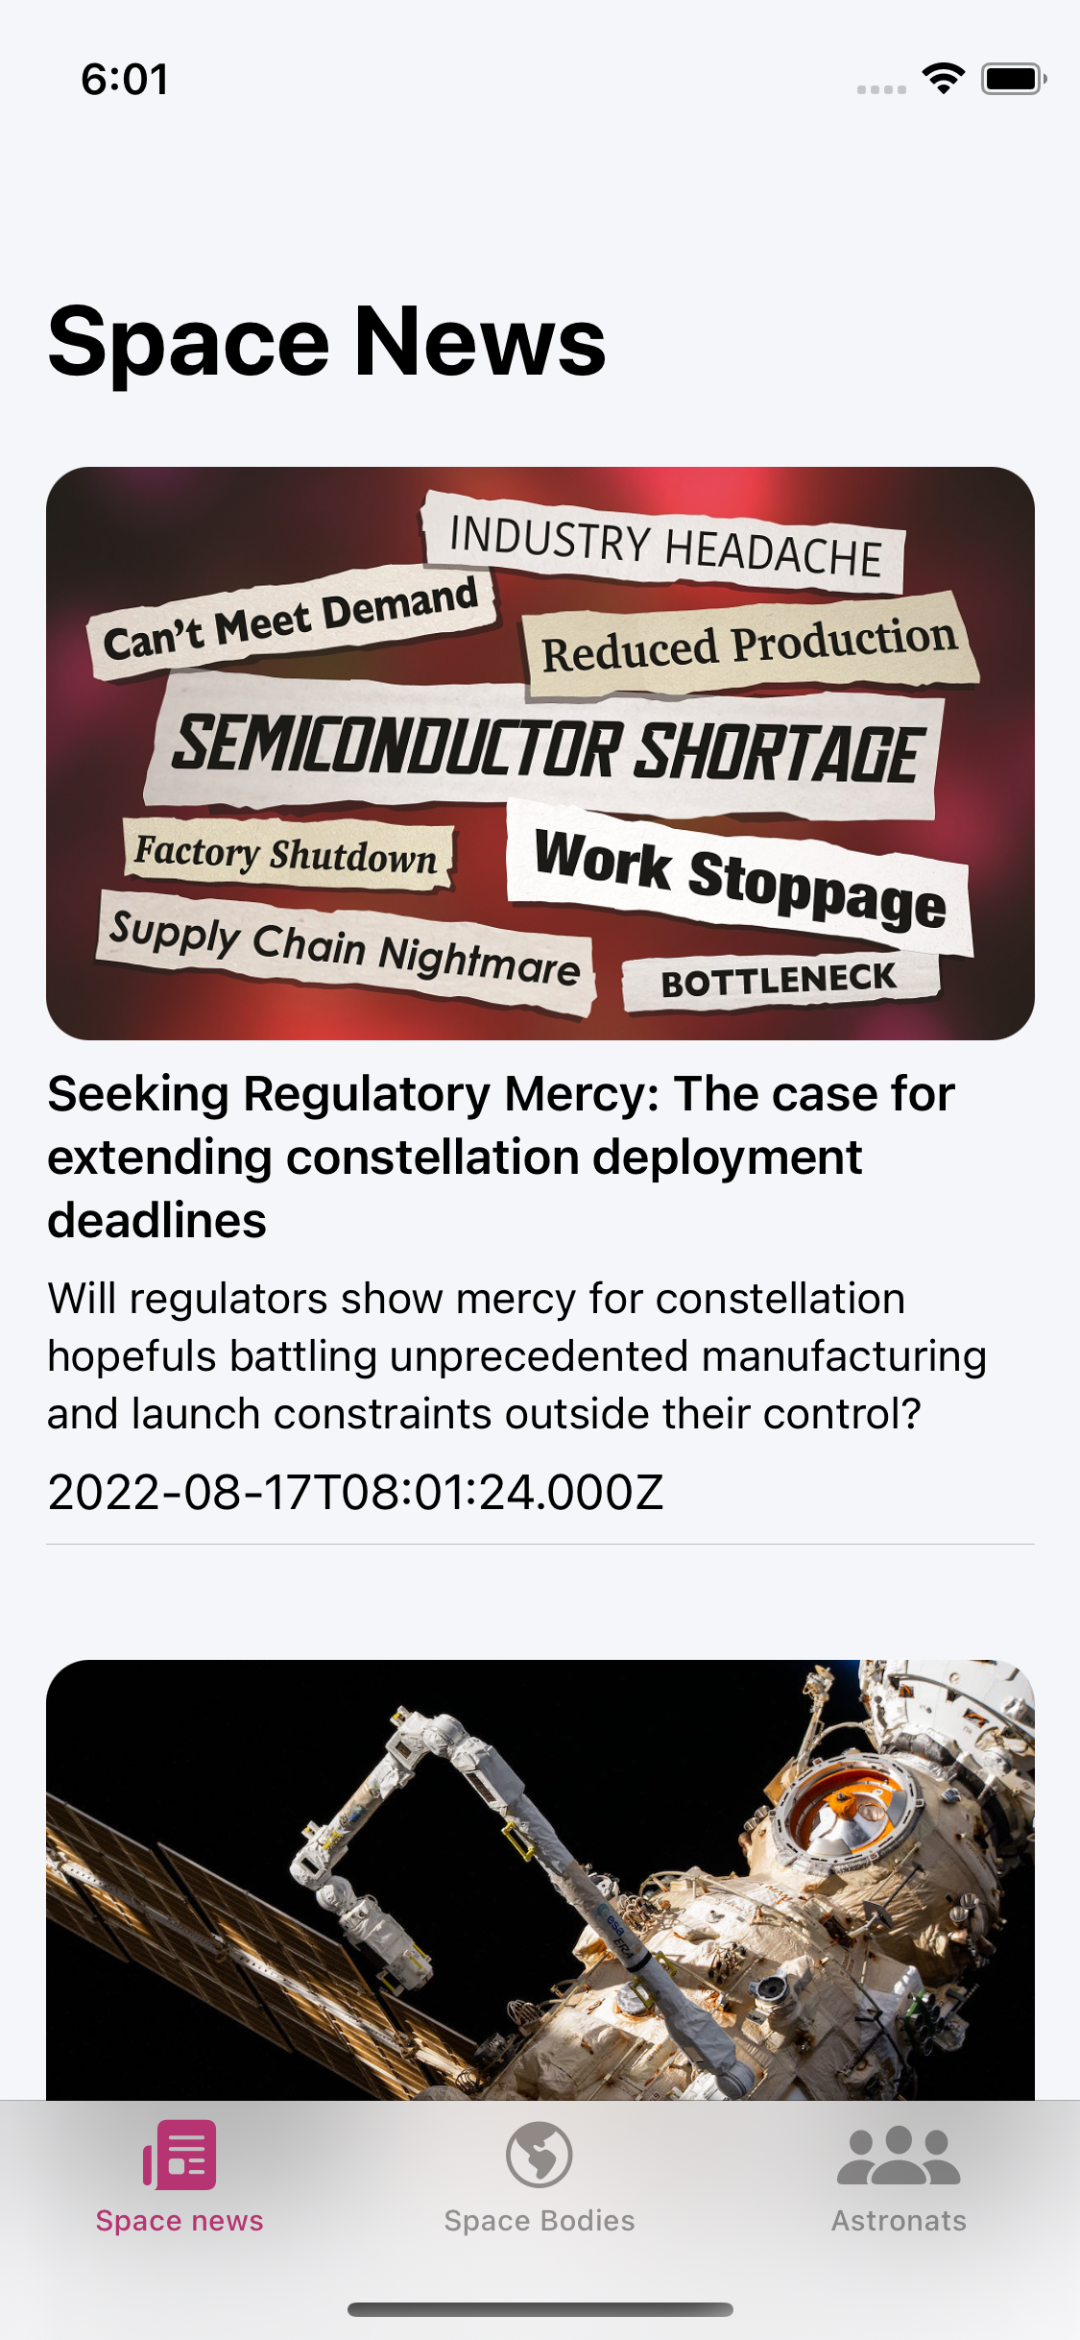 6:01
Space News
INDUSTRY HEADACHE
Can't Meet Demand
Reduced Production
SEMICONDUCTOR SHORTAGE
Factory Shutdown
Work Stoppage
Supply Chain Nightmare
BOTTLENECK
Seeking Regulatory Mercy: The case for
extending constellation deployment
deadlines
Will regulators show mercy for constellation
hopefuls battling unprecedented manufacturing
and launch constraints outside their control?
2022-08-17T08:01:24.000Z
esa
ERA
Space news
Space Bodies
Astronats